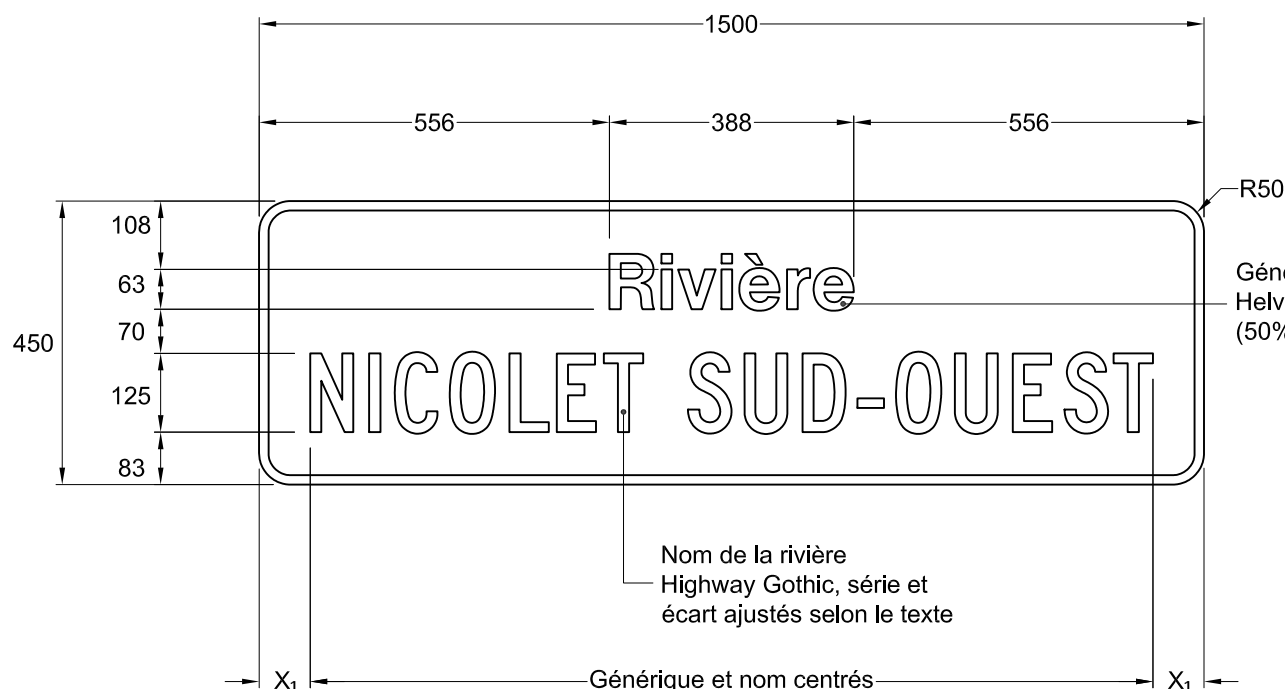 1500
556
388
556
R50
108
63
70
125
83
450
Rivière
NICOLET SUD-OUEST
(50%
Nom de la rivière
Highway Gothic, série et
écart ajustés selon le texte
X₁
Générique et nom centrés
X₁